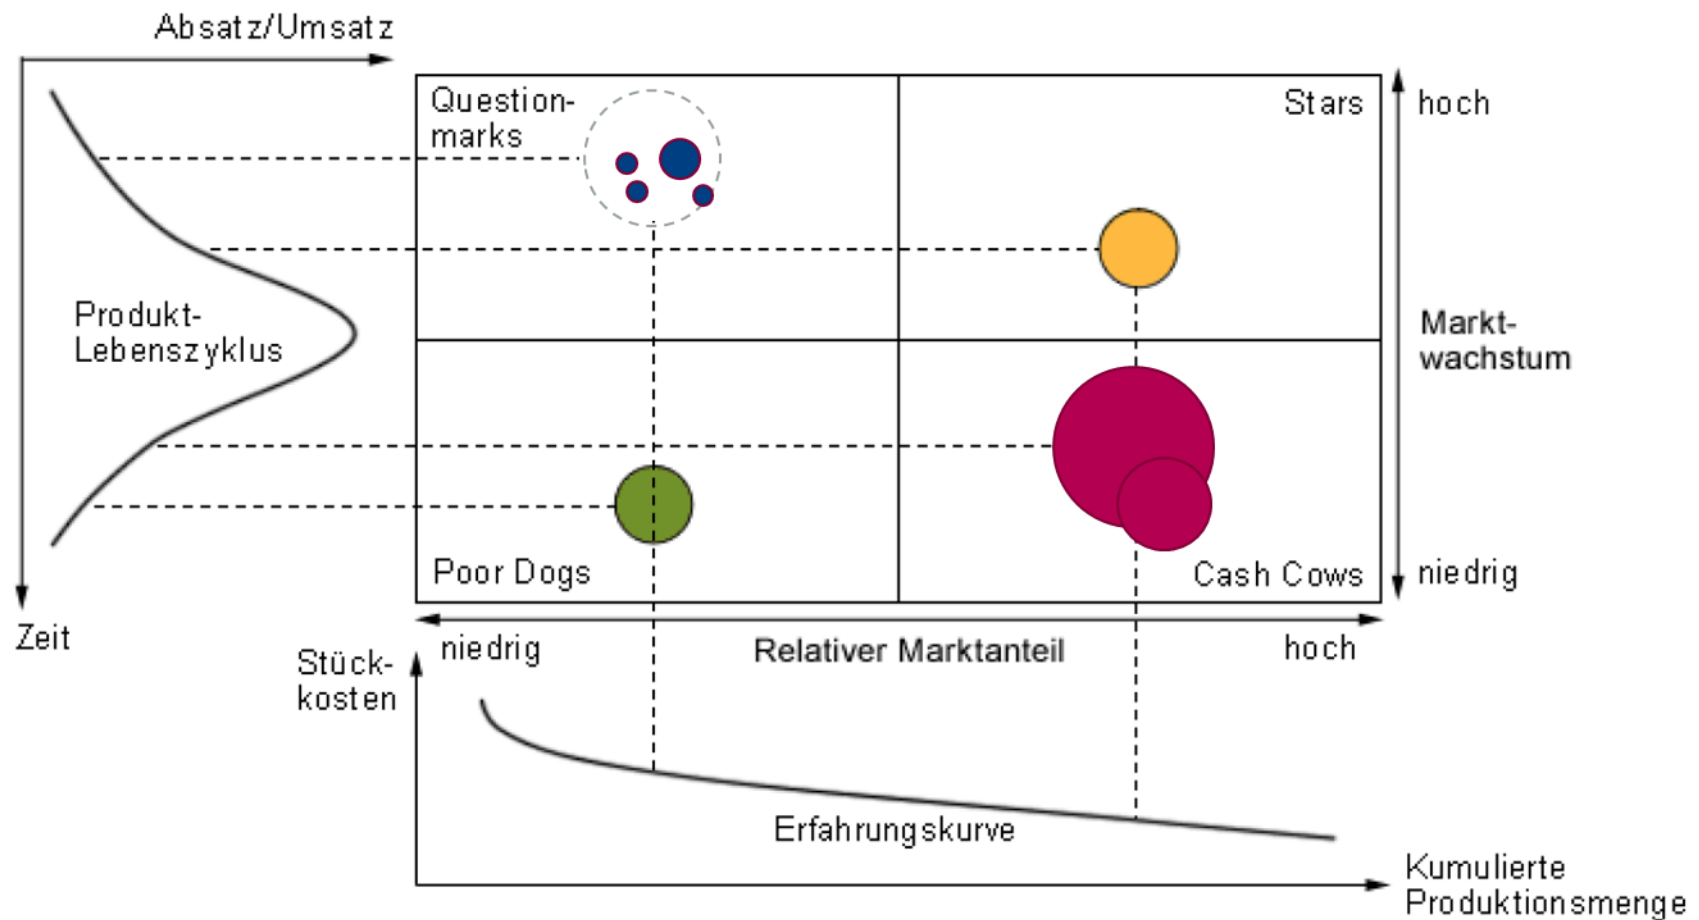 Absatz/Umsatz
Question-
marks
Stars
hoch
Produkt-
Lebenszyklus
Markt-
wachstum
Poor Dogs
Cash Cows
niedrig
Zeit
niedrig
Relativer Marktanteil
hoch
Stück-
kosten
Erfahrungskurve
Kumulierte
Produktionsmenge